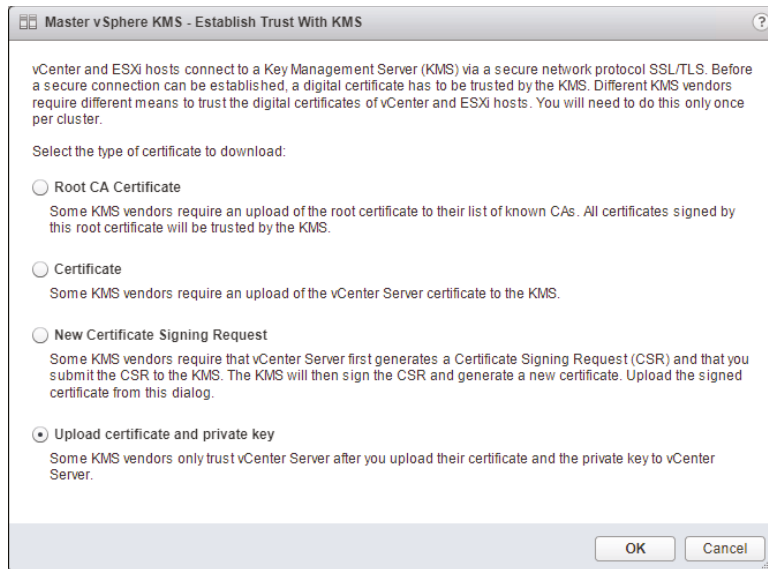 Master vSphere KMS - Establish Trust With KMS
?
vCenter and ESXi hosts connect to a Key Management Server (KMS) via a secure network protocol SSL/TLS. Before
a secure connection can be established, a digital certificate has to be trusted by the KMS. Different KMS vendors
require different means to trust the digital certificates of vCenter and ESXi hosts. You will need to do this only once
per cluster.
Select the type of certificate to download:
Root CA Certificate
Some KMS vendors require an upload of the root certificate to their list of known CAs. All certificates signed by
this root certificate will be trusted by the KMS.
Certificate
Some KMS vendors require an upload of the vCenter Server certificate to the KMS.
New Certificate Signing Request
Some KMS vendors require that vCenter Server first generates a Certificate Signing Request (CSR) and that you
submit the CSR to the KMS. The KMS will then sign the CSR and generate a new certificate. Upload the signed
certificate from this dialog.
Upload certificate and private key
Some KMS vendors only trust vCenter Server after you upload their certificate and the private key to vCenter
Server.
OK
Cancel